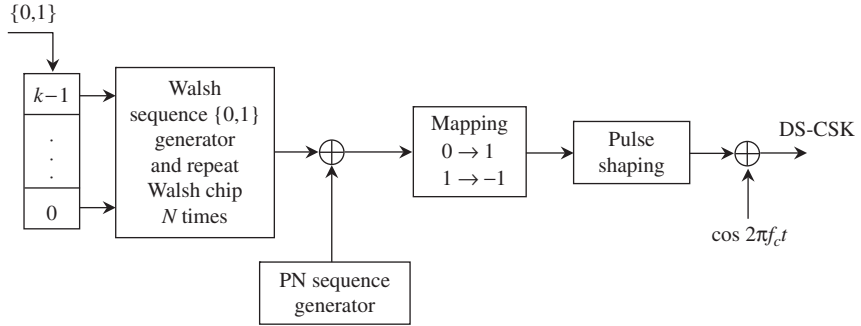 {0,1}
k−1
.
.
.
0
Walsh
sequence {0,1}
generator
and repeat
Walsh chip
N times
PN sequence
generator
Mapping
0 → 1
1 → −1
Pulse
shaping
DS-CSK
cos 2πf_c t